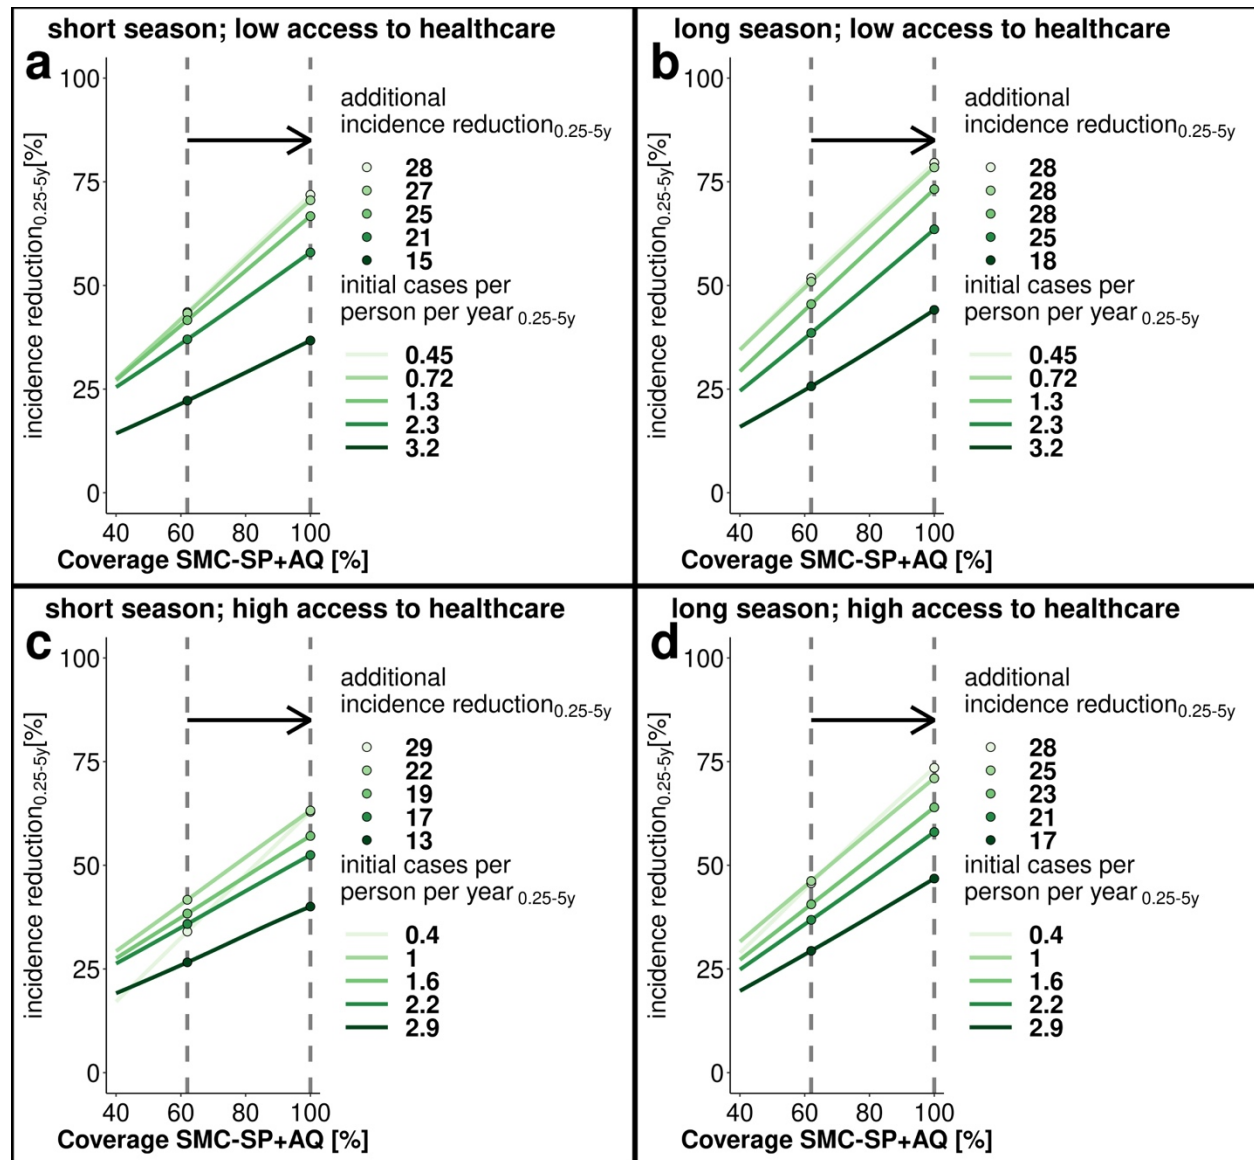 short season; low access to healthcare
a
100
75
50
25
0
incidence reduction0.25-5y[%]
40 60 80 100
Coverage SMC-SP+AQ [%]
additional
incidence reduction0.25-5y
28
27
25
21
15
initial cases per
person per year 0.25-5y
0.45
0.72
1.3
2.3
3.2
long season; low access to healthcare
b
100
75
50
25
0
incidence reduction0.25-5y[%]
40 60 80 100
Coverage SMC-SP+AQ [%]
additional
incidence reduction0.25-5y
28
28
28
25
18
initial cases per
person per year 0.25-5y
0.45
0.72
1.3
2.3
3.2
short season; high access to healthcare
c
100
75
50
25
0
incidence reduction0.25-5y[%]
40 60 80 100
Coverage SMC-SP+AQ [%]
additional
incidence reduction0.25-5y
29
22
19
17
13
initial cases per
person per year 0.25-5y
0.4
1
1.6
2.2
2.9
long season; high access to healthcare
d
100
75
50
25
0
incidence reduction0.25-5y[%]
40 60 80 100
Coverage SMC-SP+AQ [%]
additional
incidence reduction0.25-5y
28
25
23
21
17
initial cases per
person per year 0.25-5y
0.4
1
1.6
2.2
2.9